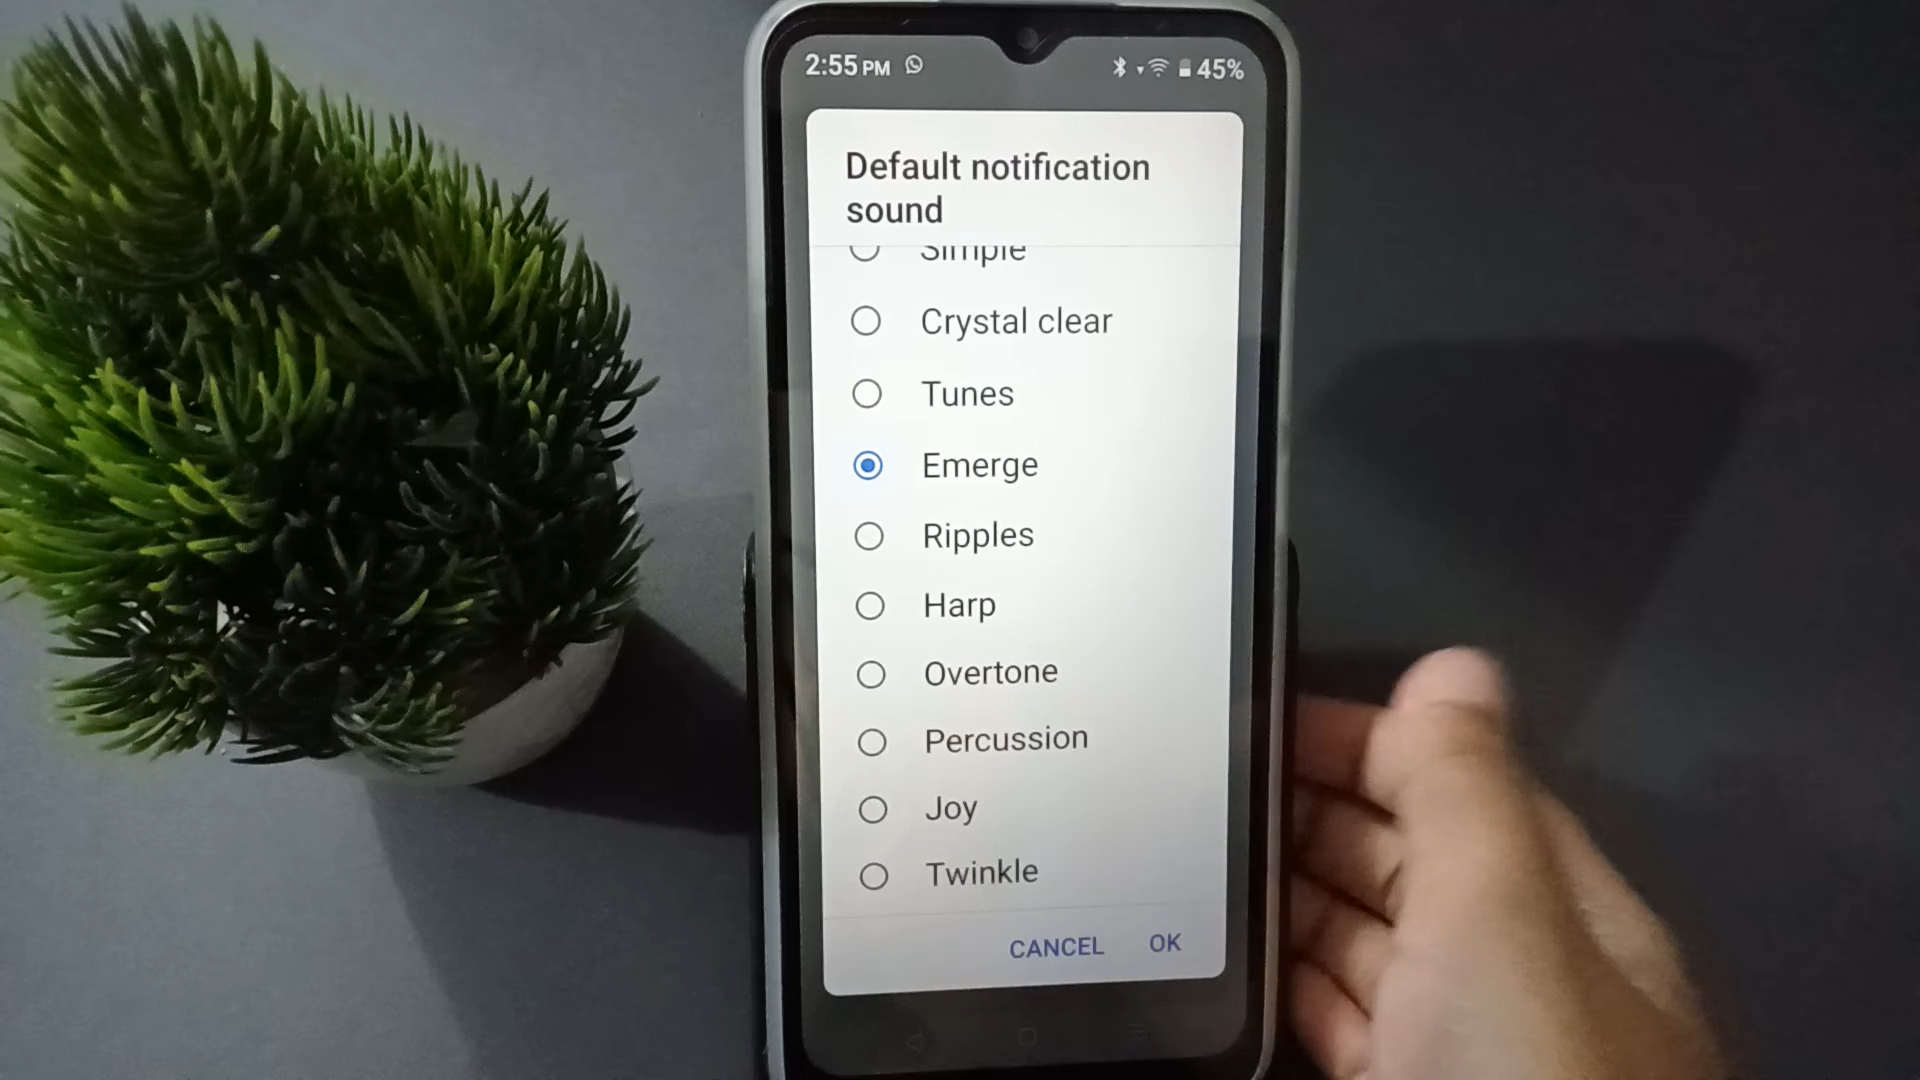 2:55 PM 45%
Default notification
sound
Simple
Crystal clear
Tunes
Emerge
Ripples
Harp
Overtone
Percussion
Joy
Twinkle
CANCEL OK